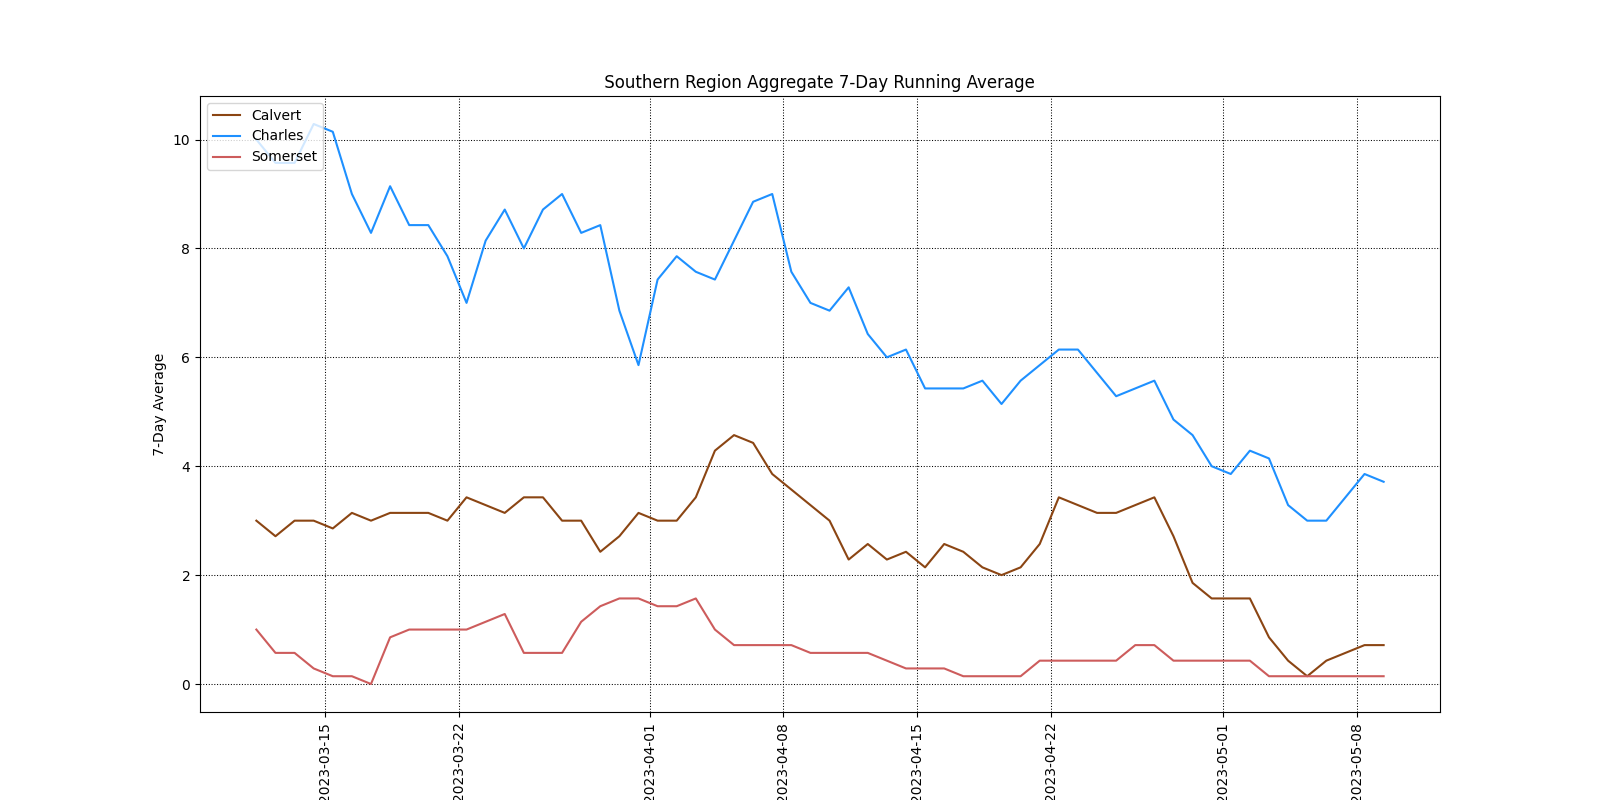 Southern Region Aggregate 7-Day Running Average
Calvert
Charles
Somerset
7-Day Average
10
8
6
4
2
0
2023-03-15
2023-03-22
2023-04-01
2023-04-08
2023-04-15
2023-04-22
2023-05-01
2023-05-08